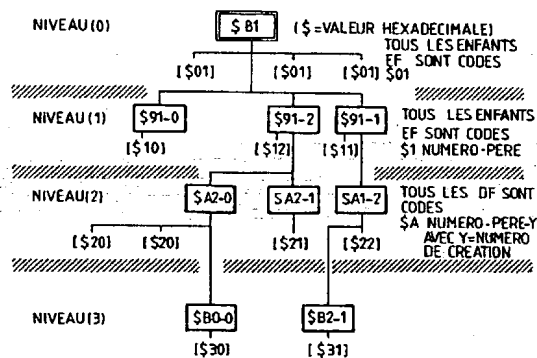 NIVEAU(0)
$ B1
( $ =VALEUR HEXADECIMALE)
TOUS LES ENFANTS
EF SONT CODES
$01
[$01]
[$01]
[$01]
NIVEAU(1)
$91-0
$91-2
$91-1
TOUS LES ENFANTS
EF SONT CODES
$1 NUMERO-PERE
[$10]
[$12]
[$11]
NIVEAU(2)
$A2-0
SA2-1
SA1-2
TOUS LES DF SONT
CODES
$A NUMERO-PERE-Y
AVEC Y=NUMERO
DE CREATION
[$20]
[$20]
[$21]
[$22]
NIVEAU(3)
$B0-0
$B2-1
[$30]
[$31]